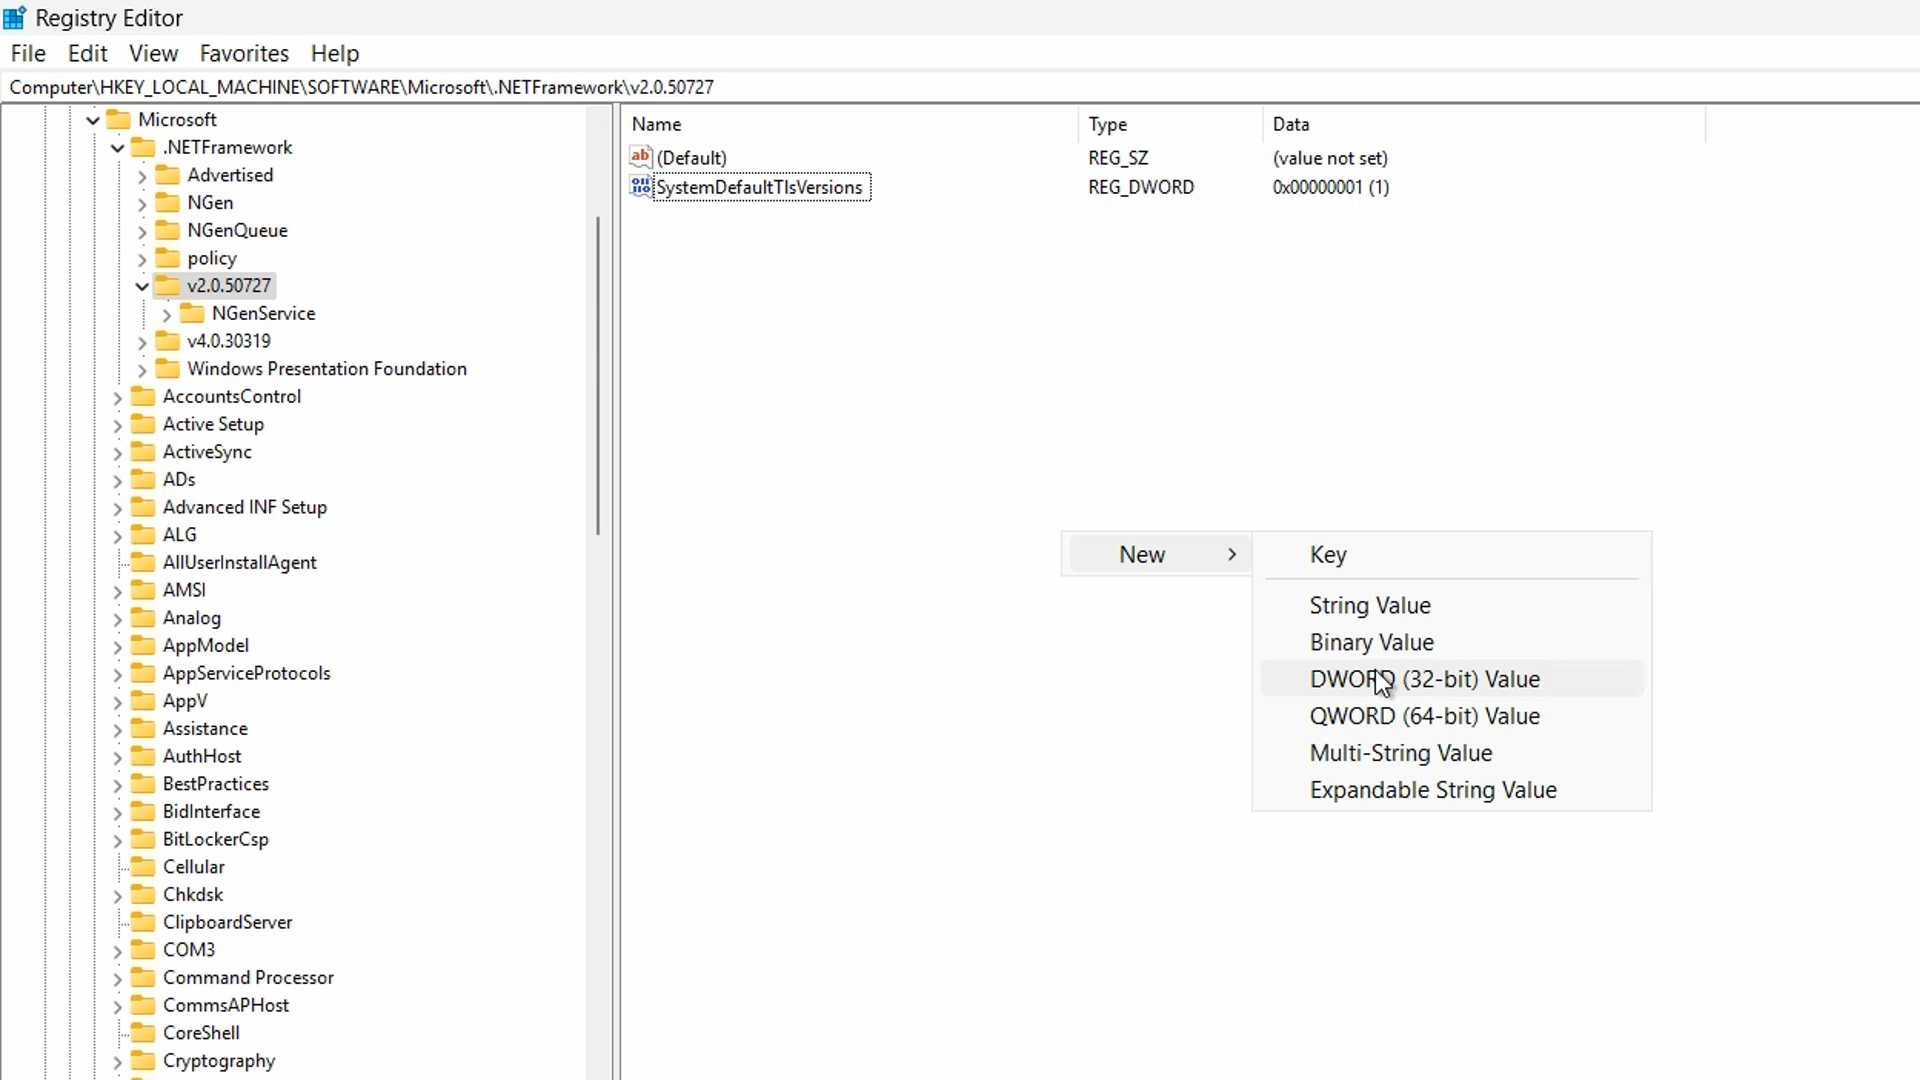 Registry Editor
File Edit View Favorites Help
Computer\HKEY_LOCAL_MACHINE\SOFTWARE\Microsoft\.NETFramework\v2.0.50727
Microsoft
.NETFramework
Advertised
NGen
NGenQueue
policy
v2.0.50727
NGenService
v4.0.30319
Windows Presentation Foundation
AccountsControl
Active Setup
ActiveSync
ADs
Advanced INF Setup
ALG
AllUserInstallAgent
AMSI
Analog
AppModel
AppServiceProtocols
AppV
Assistance
AuthHost
BestPractices
BidInterface
BitLockerCsp
Cellular
Chkdsk
ClipboardServer
COM3
Command Processor
CommsAPHost
CoreShell
Cryptography
Name Type Data
ab (Default) REG_SZ (value not set)
SystemDefaultTlsVersions REG_DWORD 0x00000001 (1)
New
Key
String Value
Binary Value
DWORD (32-bit) Value
QWORD (64-bit) Value
Multi-String Value
Expandable String Value